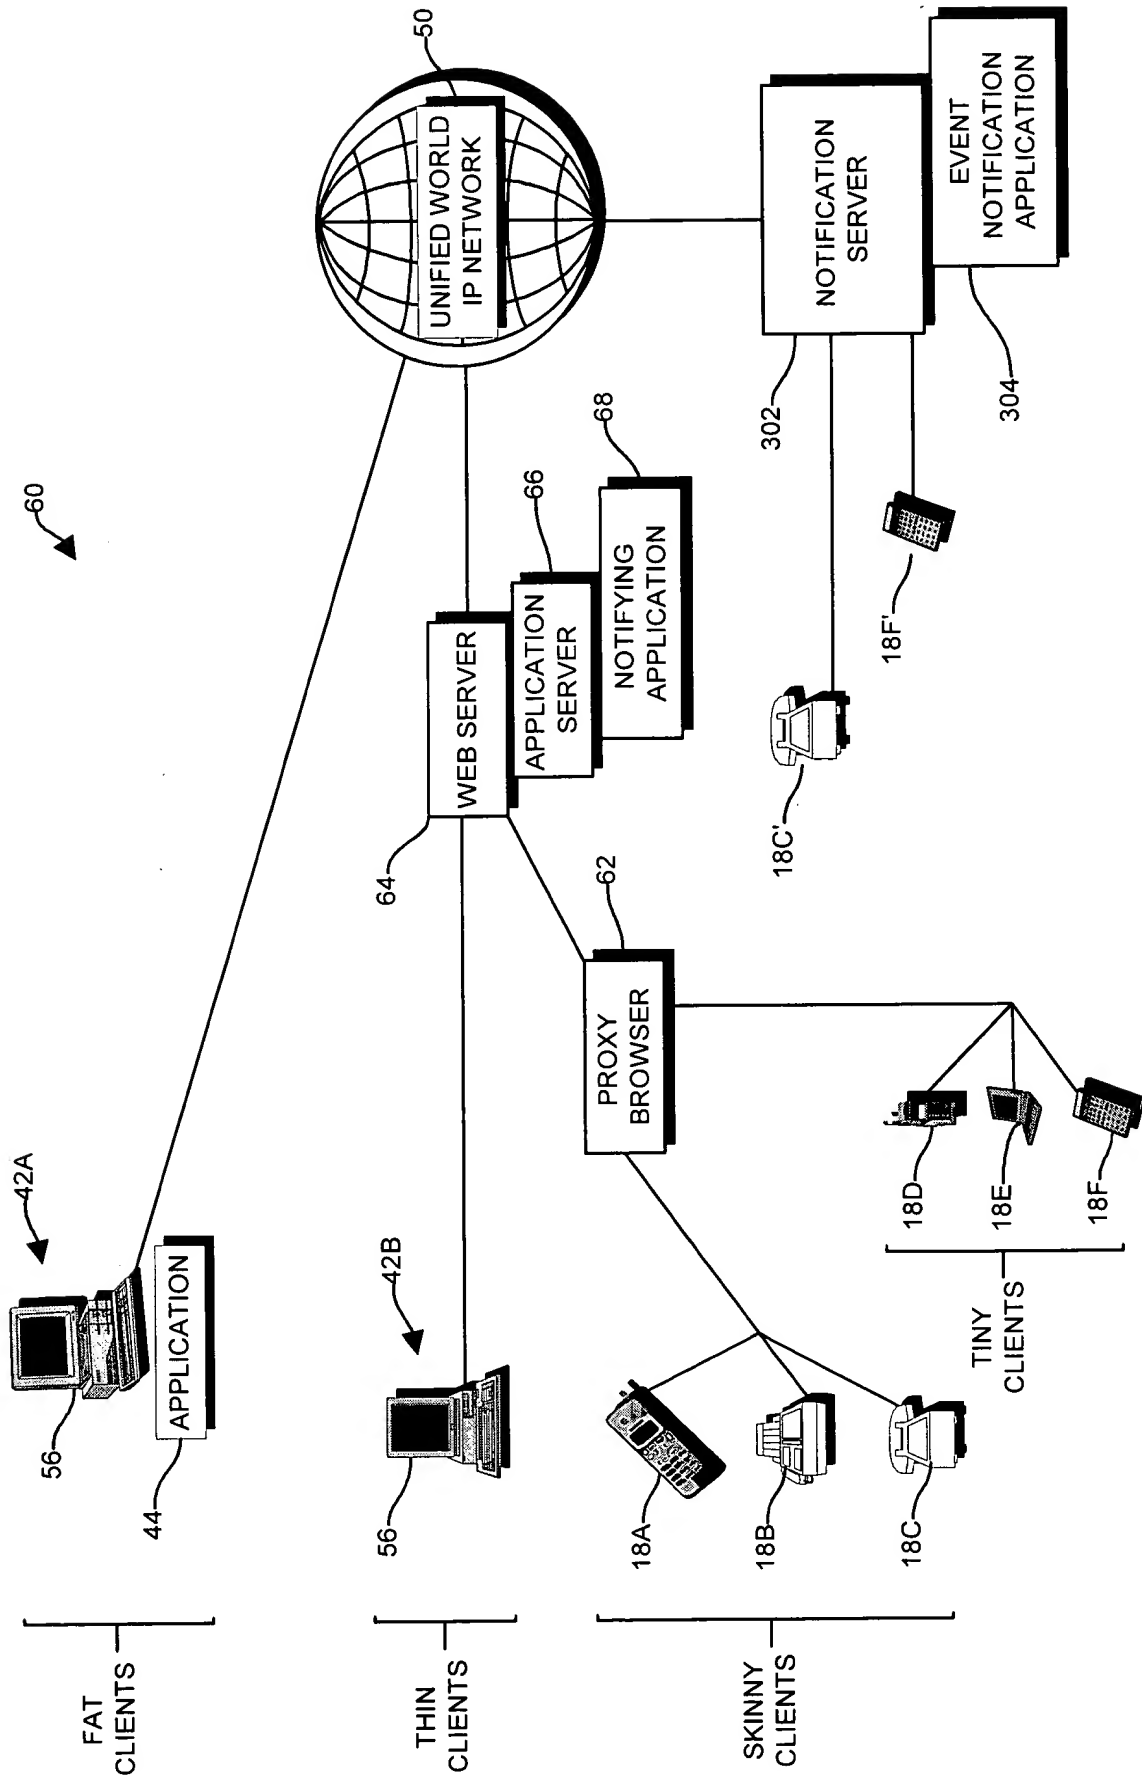 60
FAT
CLIENTS
56
42A
44
APPLICATION
THIN
CLIENTS
56
42B
64
WEB SERVER
66
APPLICATION
SERVER
68
NOTIFYING
APPLICATION
50
UNIFIED WORLD
IP NETWORK
SKINNY
CLIENTS
18A
18B
18C
62
PROXY
BROWSER
TINY
CLIENTS
18D
18E
18F
18C'
18F'
302
NOTIFICATION
SERVER
304
EVENT
NOTIFICATION
APPLICATION